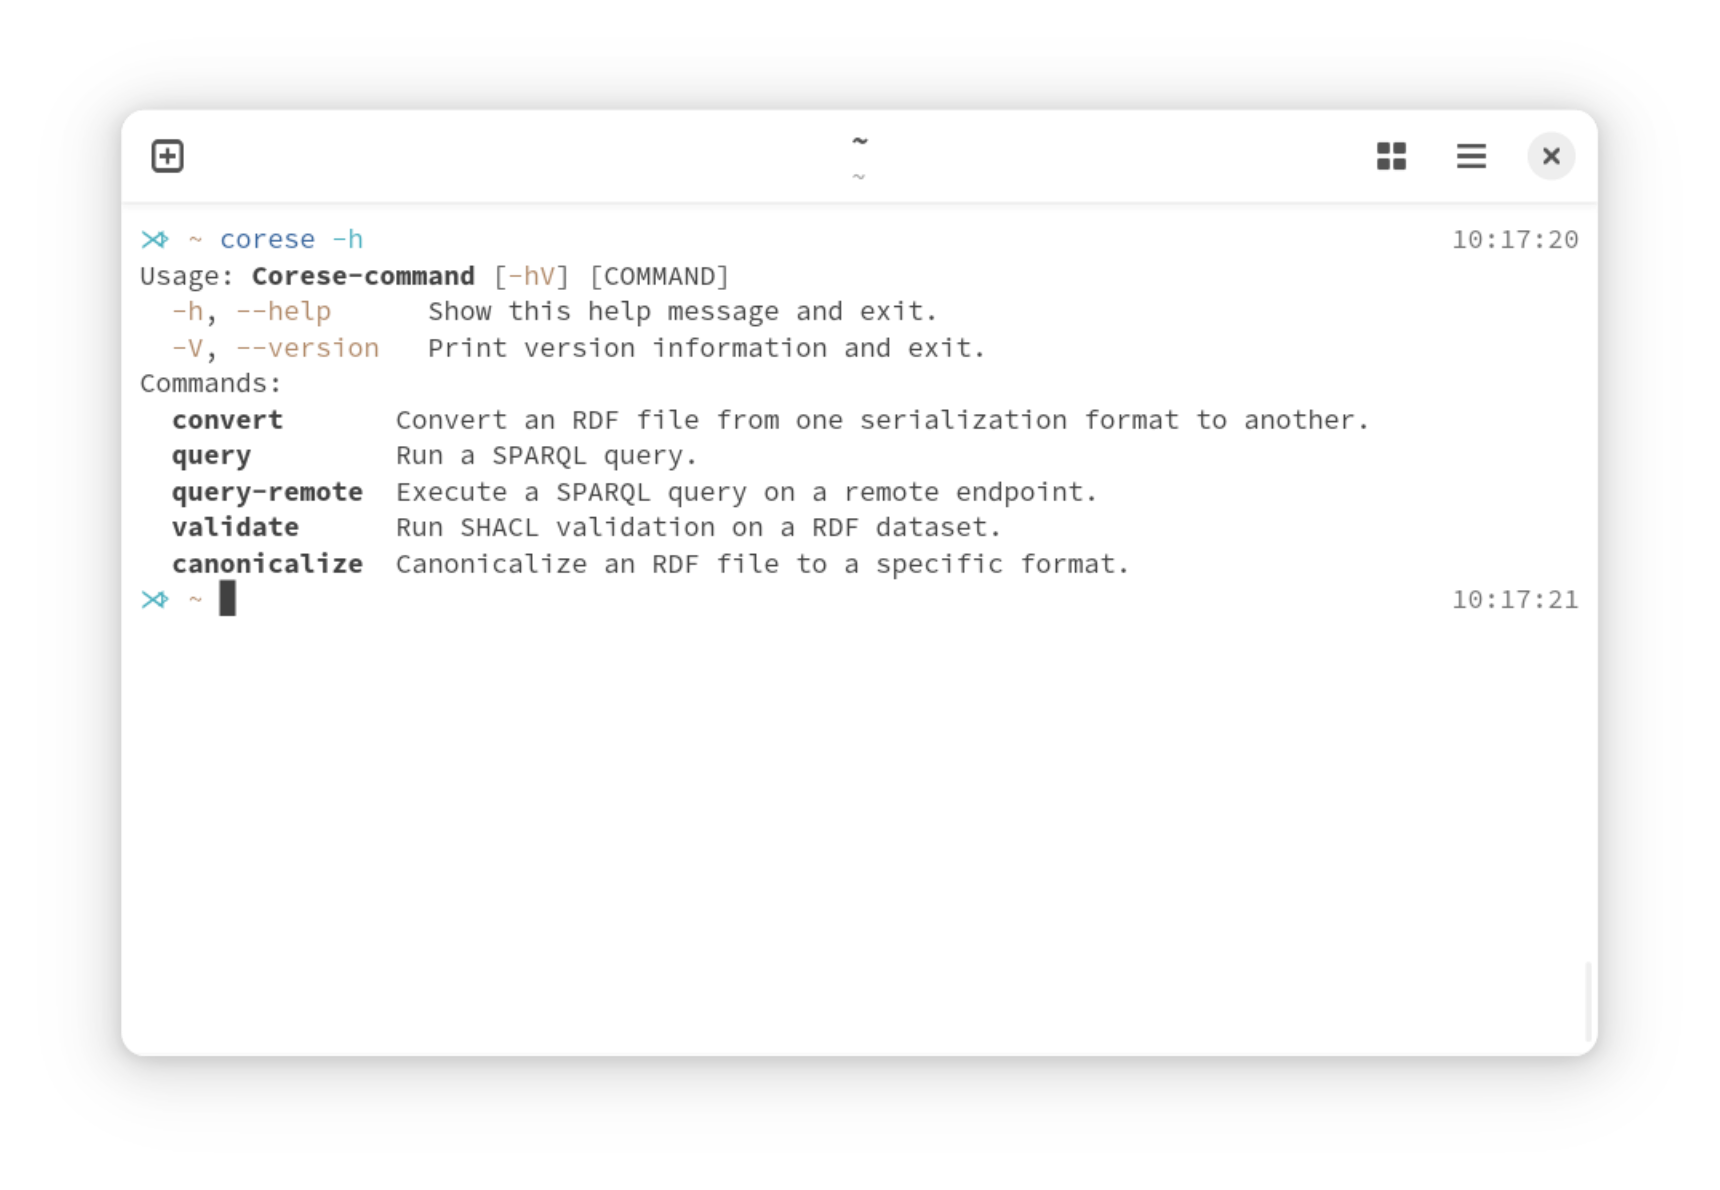 ~
~
~ corese -h 10:17:20
Usage: Corese-command [-hV] [COMMAND]
  -h, --help      Show this help message and exit.
  -V, --version   Print version information and exit.
Commands:
  convert       Convert an RDF file from one serialization format to another.
  query         Run a SPARQL query.
  query-remote  Execute a SPARQL query on a remote endpoint.
  validate      Run SHACL validation on a RDF dataset.
  canonicalize  Canonicalize an RDF file to a specific format.
~ 10:17:21